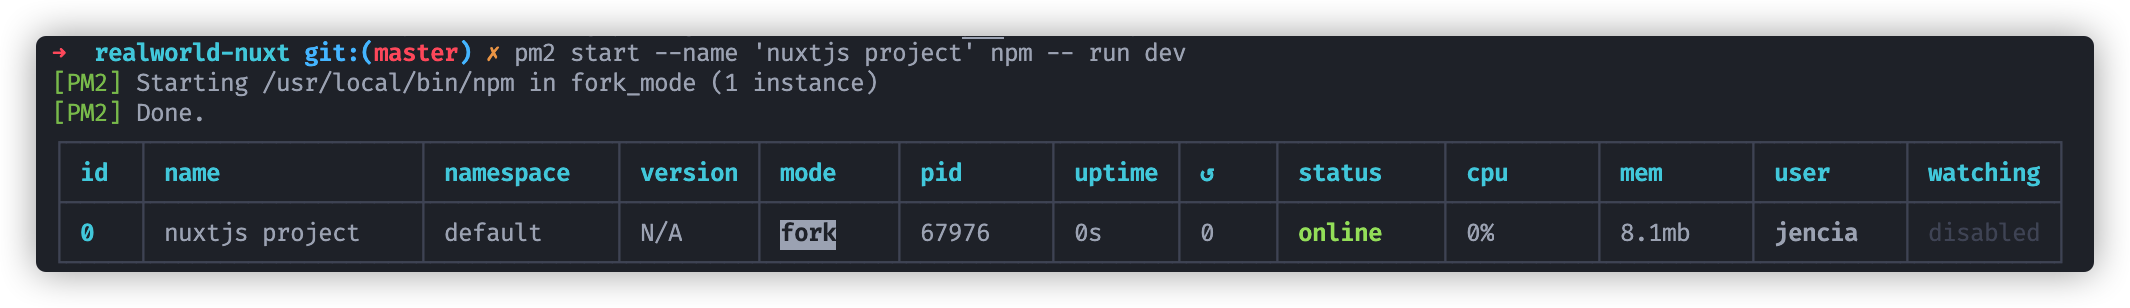 → realworld-nuxt git:(master) ✗ pm2 start --name 'nuxtjs project' npm -- run dev
[PM2] Starting /usr/local/bin/npm in fork_mode (1 instance)
[PM2] Done.
id name namespace version mode pid uptime ↺ status cpu mem user watching
0 nuxtjs project default N/A fork 67976 0s 0 online 0% 8.1mb jencia disabled